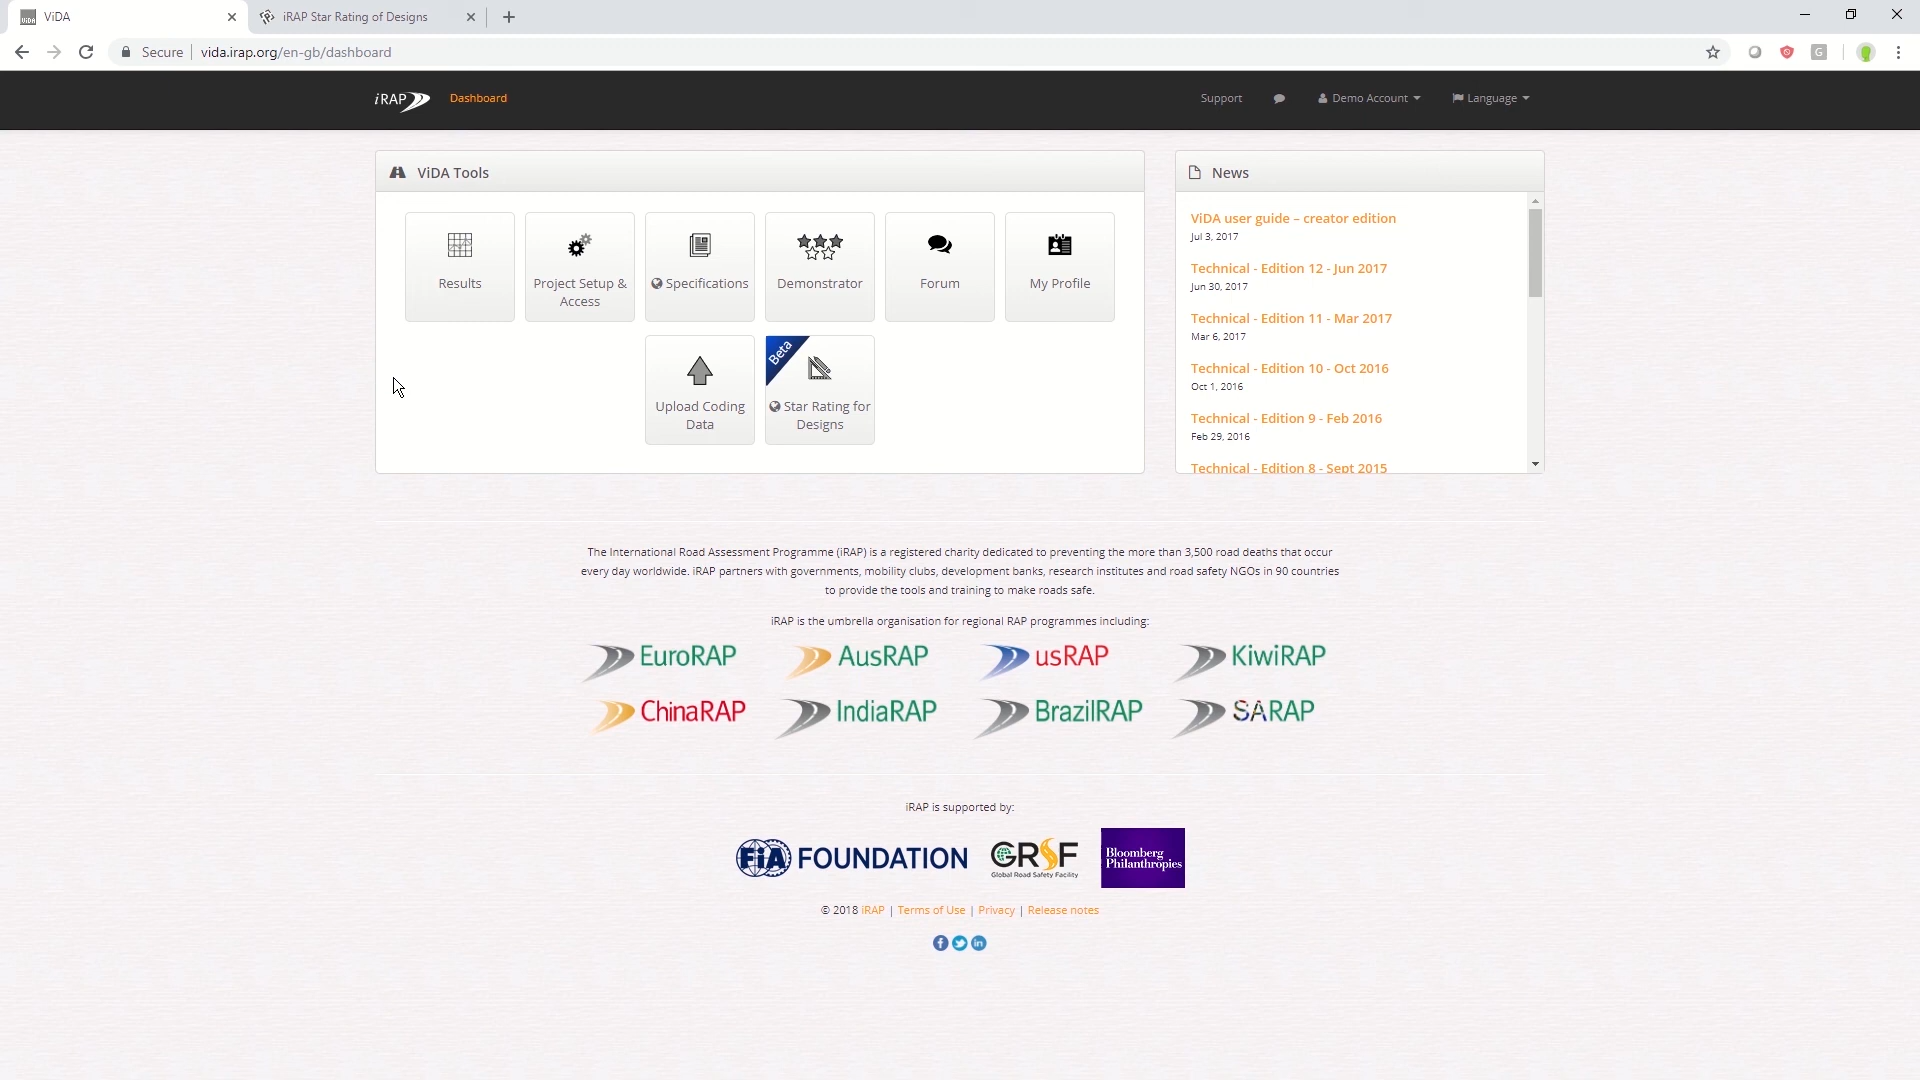 ViDA
iRAP Star Rating of Designs
Secure
vida.irap.org/en-gb/dashboard
iRAP
Dashboard
Support
Demo Account
Language
ViDA Tools
Results
Project Setup &
Access
Specifications
Demonstrator
Forum
My Profile
Upload Coding
Data
Beta
Star Rating for
Designs
News
ViDA user guide – creator edition
Jul 3, 2017
Technical - Edition 12 - Jun 2017
Jun 30, 2017
Technical - Edition 11 - Mar 2017
Mar 6, 2017
Technical - Edition 10 - Oct 2016
Oct 1, 2016
Technical - Edition 9 - Feb 2016
Feb 29, 2016
Technical - Edition 8 - Sept 2015
The International Road Assessment Programme (iRAP) is a registered charity dedicated to preventing the more than 3,500 road deaths that occur
every day worldwide. iRAP partners with governments, mobility clubs, development banks, research institutes and road safety NGOs in 90 countries
to provide the tools and training to make roads safe.
iRAP is the umbrella organisation for regional RAP programmes including:
EuroRAP
AusRAP
usRAP
KiwiRAP
ChinaRAP
IndiaRAP
BrazilRAP
SARAP
iRAP is supported by:
FiA FOUNDATION
GRSF
Global Road Safety Facility
Bloomberg
Philanthropies
© 2018 iRAP | Terms of Use | Privacy | Release notes